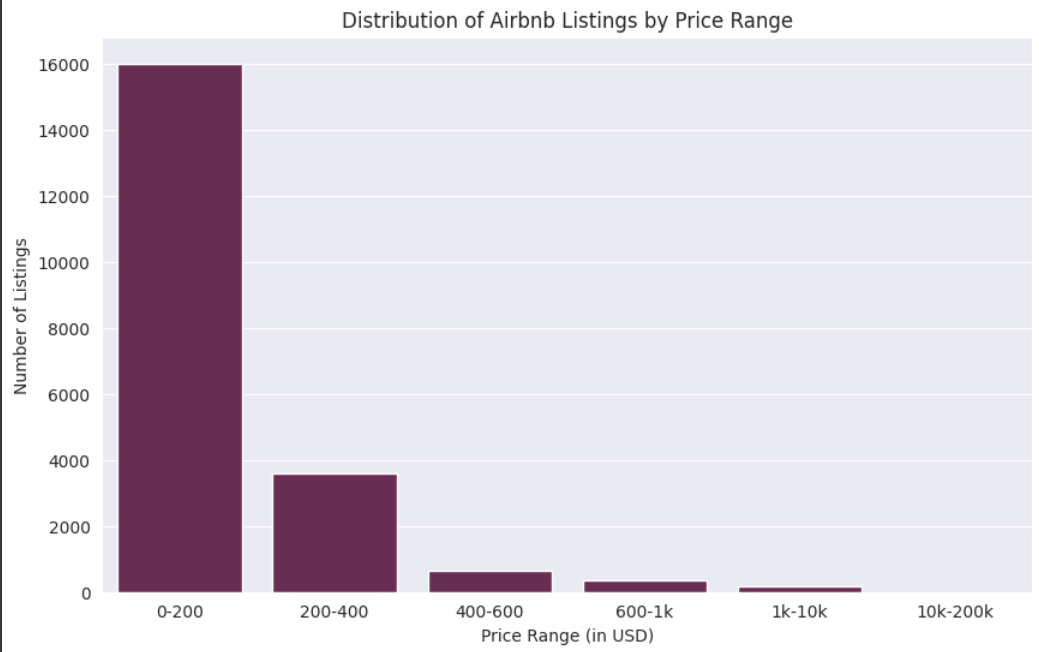 Distribution of Airbnb Listings by Price Range
16000
14000
12000
10000
8000
6000
4000
2000
0
Number of Listings
0-200 200-400 400-600 600-1k 1k-10k 10k-200k
Price Range (in USD)